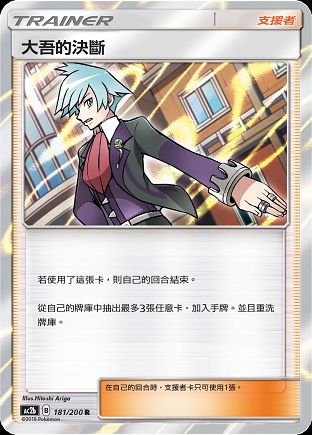 TRAINER 支援者
大吾的決斷
若使用了這張卡，則自己的回合結束。
從自己的牌庫中抽出最多3張任意卡，加入手牌。並且重洗
牌庫。
Illus.Hitoshi Ariga
AC2b B 181/200 R
©2019 Pokémon
在自己的回合時，支援者卡只可使用1張。